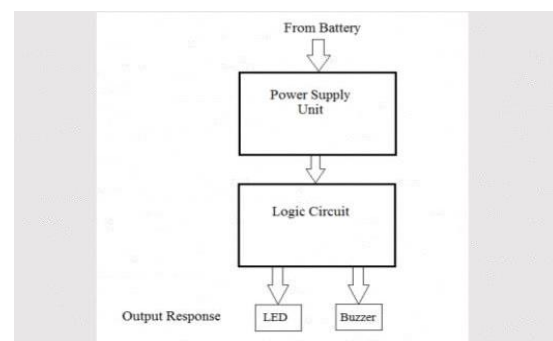 From Battery
Power Supply
Unit
Logic Circuit
Output Response
LED
Buzzer